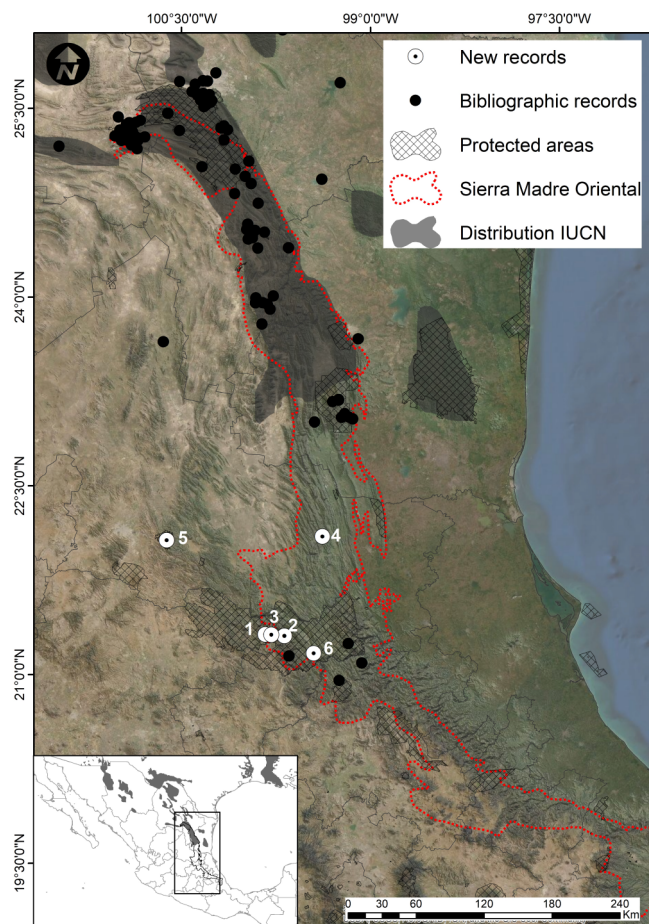 100°30'0"W
99°0'0"W
97°30'0"W
N
New records
Bibliographic records
Protected areas
Sierra Madre Oriental
Distribution IUCN
25°30'0"N
24°0'0"N
22°30'0"N
21°0'0"N
19°30'0"N
5
4
3
1
2
6
0 30 60 120 180 240
Km